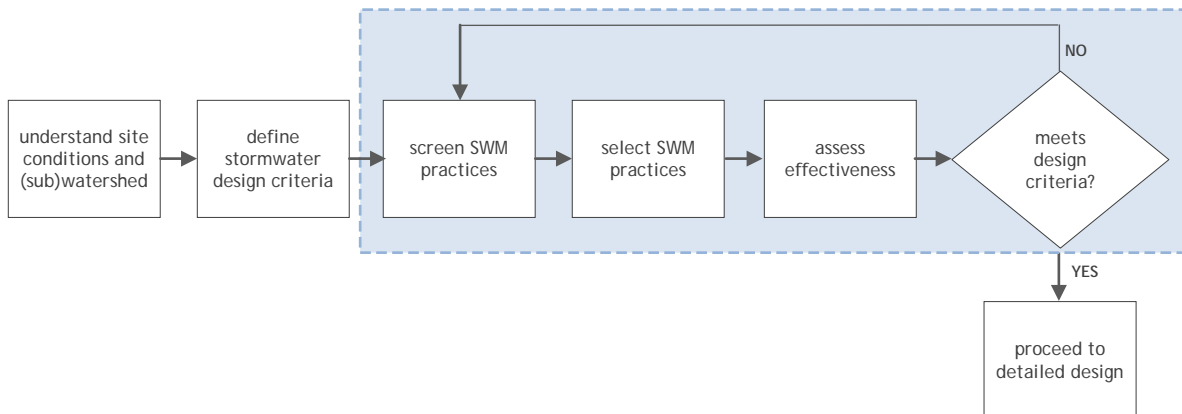 NO
understand site
conditions and
(sub)watershed
define
stormwater
design criteria
screen SWM
practices
select SWM
practices
assess
effectiveness
meets
design
criteria?
YES
proceed to
detailed design